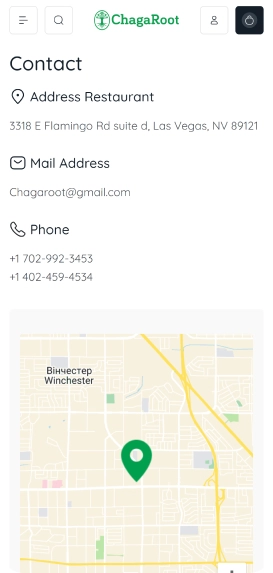 ChagaRoot
Contact
Address Restaurant
3318 E Flamingo Rd suite d, Las Vegas, NV 89121
Mail Address
Chagaroot@gmail.com
Phone
+1 702-992-3453
+1 402-459-4534
Вінчестер
Winchester